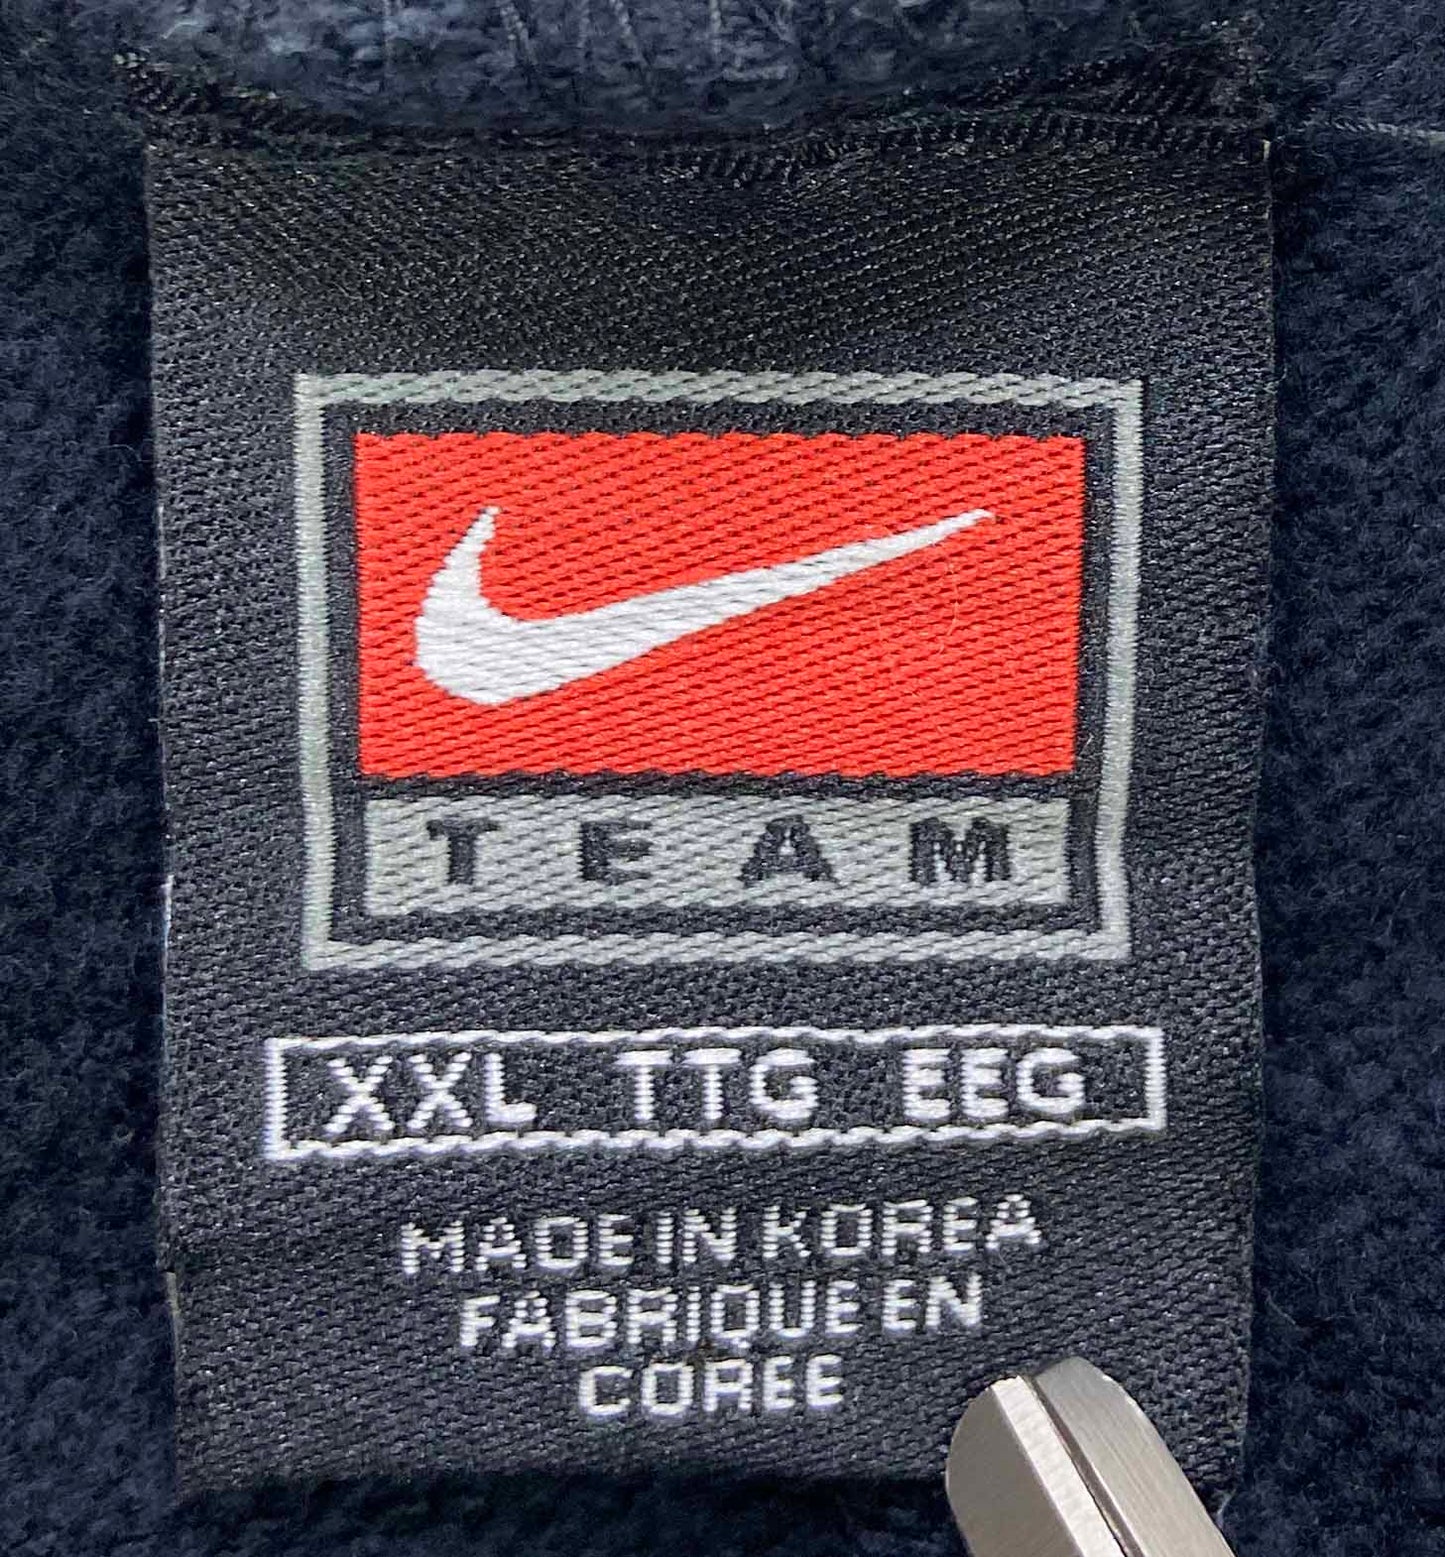 TEAM
XXL TTG EEG
MADE IN KOREA
FABRIQUE EN
COREE